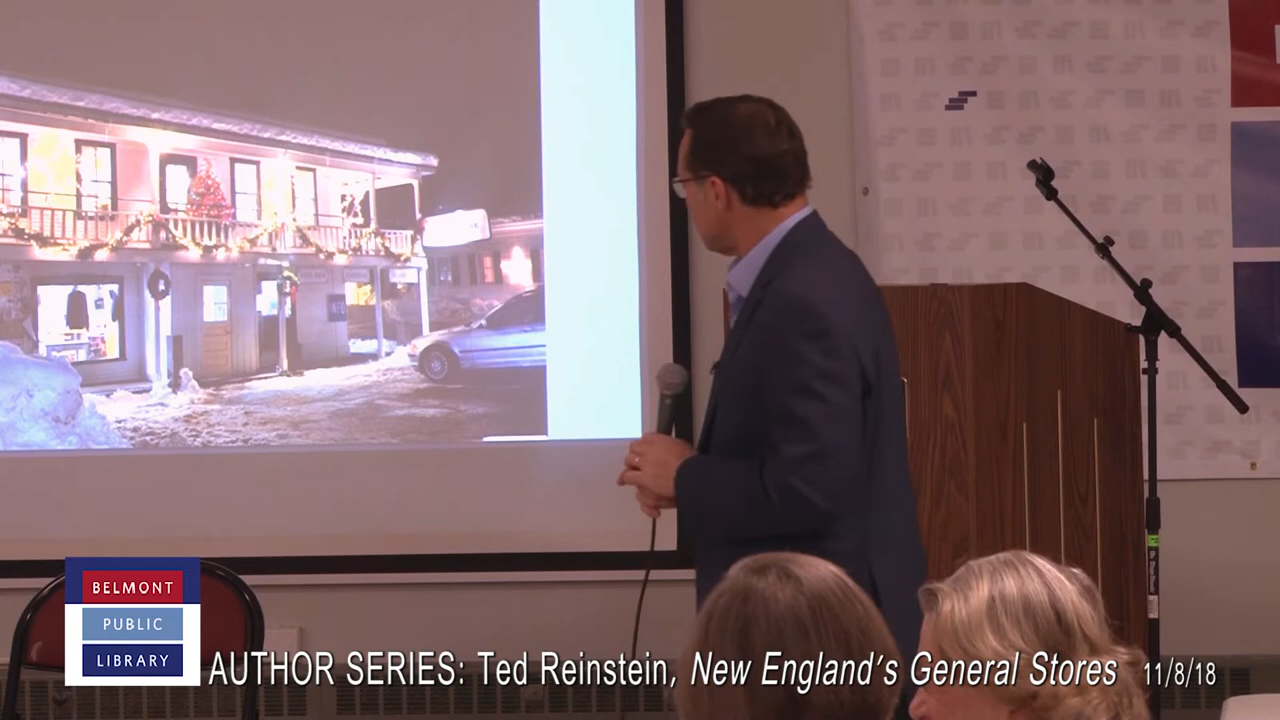 BELMONT
PUBLIC
LIBRARY
AUTHOR SERIES: Ted Reinstein, New England's General Stores 11/8/18